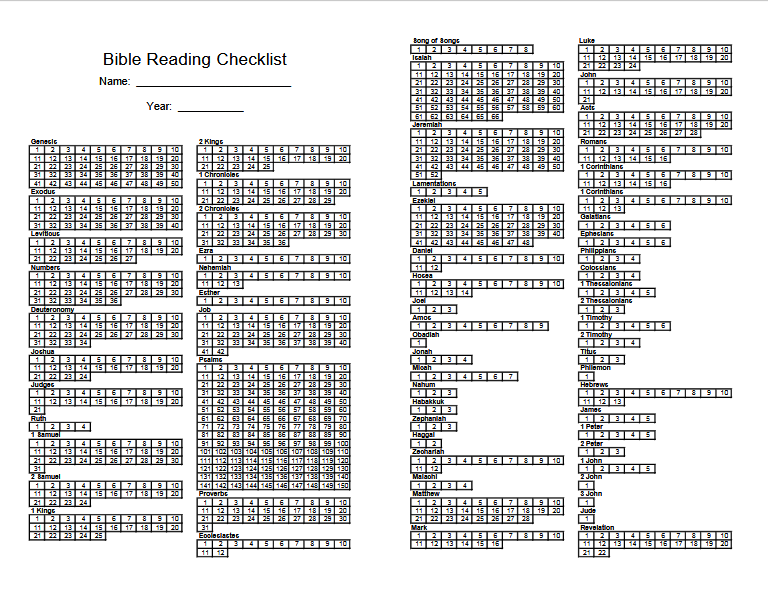 Bible Reading Checklist
Name: ____________________
Year: ___________
Genesis
1 2 3 4 5 6 7 8 9 10
11 12 13 14 15 16 17 18 19 20
21 22 23 24 25 26 27 28 29 30
31 32 33 34 35 36 37 38 39 40
41 42 43 44 45 46 47 48 49 50
Exodus
1 2 3 4 5 6 7 8 9 10
11 12 13 14 15 16 17 18 19 20
21 22 23 24 25 26 27 28 29 30
31 32 33 34 35 36 37 38 39 40
Leviticus
1 2 3 4 5 6 7 8 9 10
11 12 13 14 15 16 17 18 19 20
21 22 23 24 25 26 27
Numbers
1 2 3 4 5 6 7 8 9 10
11 12 13 14 15 16 17 18 19 20
21 22 23 24 25 26 27 28 29 30
31 32 33 34 35 36
Deuteronomy
1 2 3 4 5 6 7 8 9 10
11 12 13 14 15 16 17 18 19 20
21 22 23 24 25 26 27 28 29 30
31 32 33 34
Joshua
1 2 3 4 5 6 7 8 9 10
11 12 13 14 15 16 17 18 19 20
21 22 23 24
Judges
1 2 3 4 5 6 7 8 9 10
11 12 13 14 15 16 17 18 19 20
21
Ruth
1 2 3 4
1 Samuel
1 2 3 4 5 6 7 8 9 10
11 12 13 14 15 16 17 18 19 20
21 22 23 24 25 26 27 28 29 30
31
2 Samuel
1 2 3 4 5 6 7 8 9 10
11 12 13 14 15 16 17 18 19 20
21 22 23 24
1 Kings
1 2 3 4 5 6 7 8 9 10
11 12 13 14 15 16 17 18 19 20
21 22 23 24 25
2 Kings
1 2 3 4 5 6 7 8 9 10
11 12 13 14 15 16 17 18 19 20
21 22 23 24 25
1 Chronicles
1 2 3 4 5 6 7 8 9 10
11 12 13 14 15 16 17 18 19 20
21 22 23 24 25 26 27 28 29
2 Chronicles
1 2 3 4 5 6 7 8 9 10
11 12 13 14 15 16 17 18 19 20
21 22 23 24 25 26 27 28 29 30
31 32 33 34 35 36
Ezra
1 2 3 4 5 6 7 8 9 10
Nehemiah
1 2 3 4 5 6 7 8 9 10
11 12 13
Esther
1 2 3 4 5 6 7 8 9 10
Job
1 2 3 4 5 6 7 8 9 10
11 12 13 14 15 16 17 18 19 20
21 22 23 24 25 26 27 28 29 30
31 32 33 34 35 36 37 38 39 40
41 42
Psalms
1 2 3 4 5 6 7 8 9 10
11 12 13 14 15 16 17 18 19 20
21 22 23 24 25 26 27 28 29 30
31 32 33 34 35 36 37 38 39 40
41 42 43 44 45 46 47 48 49 50
51 52 53 54 55 56 57 58 59 60
61 62 63 64 65 66 67 68 69 70
71 72 73 74 75 76 77 78 79 80
81 82 83 84 85 86 87 88 89 90
91 92 93 94 95 96 97 98 99 100
101 102 103 104 105 106 107 108 109 110
111 112 113 114 115 116 117 118 119 120
121 122 123 124 125 126 127 128 129 130
131 132 133 134 135 136 137 138 139 140
141 142 143 144 145 146 147 148 149 150
Proverbs
1 2 3 4 5 6 7 8 9 10
11 12 13 14 15 16 17 18 19 20
21 22 23 24 25 26 27 28 29 30
31
Ecclesiastes
1 2 3 4 5 6 7 8 9 10
11 12
Song of Songs
1 2 3 4 5 6 7 8
Isaiah
1 2 3 4 5 6 7 8 9 10
11 12 13 14 15 16 17 18 19 20
21 22 23 24 25 26 27 28 29 30
31 32 33 34 35 36 37 38 39 40
41 42 43 44 45 46 47 48 49 50
51 52 53 54 55 56 57 58 59 60
61 62 63 64 65 66
Jeremiah
1 2 3 4 5 6 7 8 9 10
11 12 13 14 15 16 17 18 19 20
21 22 23 24 25 26 27 28 29 30
31 32 33 34 35 36 37 38 39 40
41 42 43 44 45 46 47 48 49 50
51 52
Lamentations
1 2 3 4 5
Ezekiel
1 2 3 4 5 6 7 8 9 10
11 12 13 14 15 16 17 18 19 20
21 22 23 24 25 26 27 28 29 30
31 32 33 34 35 36 37 38 39 40
41 42 43 44 45 46 47 48
Daniel
1 2 3 4 5 6 7 8 9 10
11 12
Hosea
1 2 3 4 5 6 7 8 9 10
11 12 13 14
Joel
1 2 3
Amos
1 2 3 4 5 6 7 8 9
Obadiah
1
Jonah
1 2 3 4
Micah
1 2 3 4 5 6 7
Nahum
1 2 3
Habakkuk
1 2 3
Zephaniah
1 2 3
Haggai
1 2
Zechariah
1 2 3 4 5 6 7 8 9 10
11 12
Malachi
1 2 3 4
Matthew
1 2 3 4 5 6 7 8 9 10
11 12 13 14 15 16 17 18 19 20
21 22 23 24 25 26 27 28
Mark
1 2 3 4 5 6 7 8 9 10
11 12 13 14 15 16
Luke
1 2 3 4 5 6 7 8 9 10
11 12 13 14 15 16 17 18 19 20
21 22 23 24
John
1 2 3 4 5 6 7 8 9 10
11 12 13 14 15 16 17 18 19 20
21
Acts
1 2 3 4 5 6 7 8 9 10
11 12 13 14 15 16 17 18 19 20
21 22 23 24 25 26 27 28
Romans
1 2 3 4 5 6 7 8 9 10
11 12 13 14 15 16
1 Corinthians
1 2 3 4 5 6 7 8 9 10
11 12 13 14 15 16
1 Corinthians
1 2 3 4 5 6 7 8 9 10
11 12 13
Galatians
1 2 3 4 5 6
Ephesians
1 2 3 4 5 6
Philippians
1 2 3 4
Colossians
1 2 3 4
1 Thessalonians
1 2 3 4 5
2 Thessalonians
1 2 3
1 Timothy
1 2 3 4 5 6
2 Timothy
1 2 3 4
Titus
1 2 3
Philemon
1
Hebrews
1 2 3 4 5 6 7 8 9 10
11 12 13
James
1 2 3 4 5
1 Peter
1 2 3 4 5
2 Peter
1 2 3
1 John
1 2 3 4 5
2 John
1
3 John
1
Jude
1
Revelation
1 2 3 4 5 6 7 8 9 10
11 12 13 14 15 16 17 18 19 20
21 22